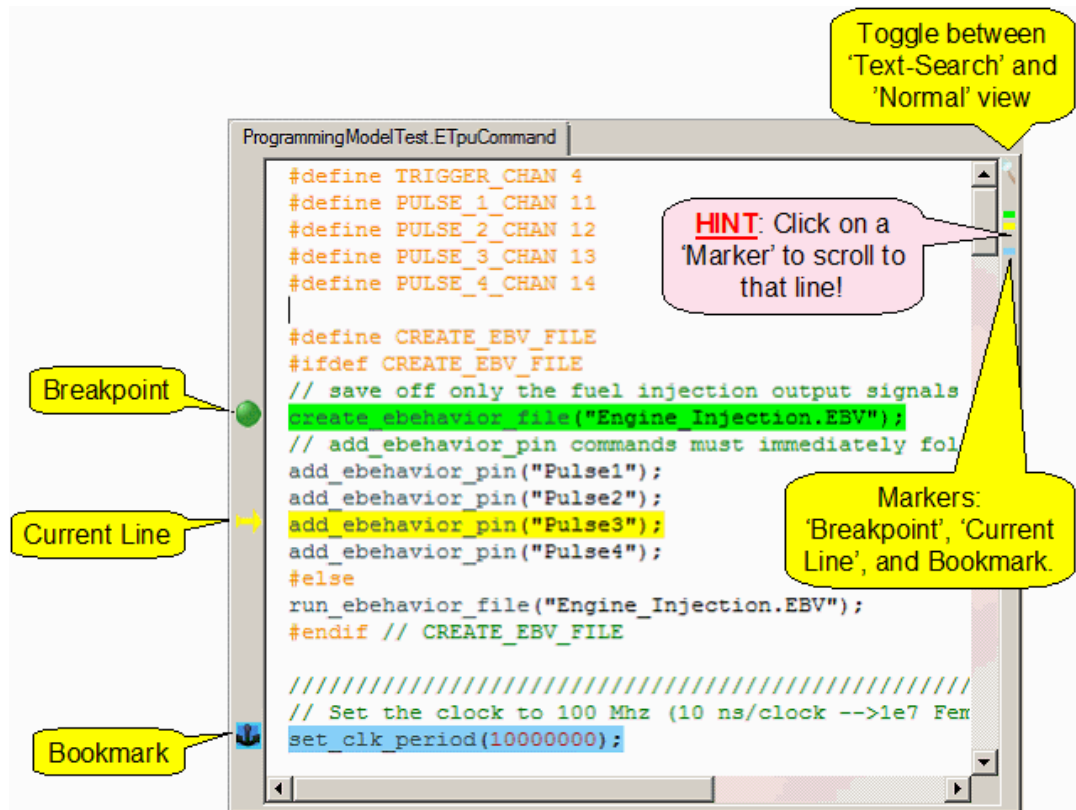 Toggle between
‘Text-Search’ and
’Normal’ view
ProgrammingModelTest.ETpuCommand
#define TRIGGER_CHAN 4
#define PULSE_1_CHAN 11
#define PULSE_2_CHAN 12
#define PULSE_3_CHAN 13
#define PULSE_4_CHAN 14
HINT: Click on a
‘Marker’ to scroll to
that line!
#define CREATE_EBV_FILE
#ifdef CREATE_EBV_FILE
// save off only the fuel injection output signals
Breakpoint
create_ebehavior_file("Engine_Injection.EBV");
// add_ebehavior_pin commands must immediately fol
add_ebehavior_pin("Pulse1");
add_ebehavior_pin("Pulse2");
Current Line
add_ebehavior_pin("Pulse3");
add_ebehavior_pin("Pulse4");
#else
run_ebehavior_file("Engine_Injection.EBV");
#endif // CREATE_EBV_FILE
Markers:
‘Breakpoint’, ‘Current
Line’, and Bookmark.
///////////////////////////////////////////////////
// Set the clock to 100 Mhz (10 ns/clock -->1e7 Fem
set_clk_period(10000000);
Bookmark